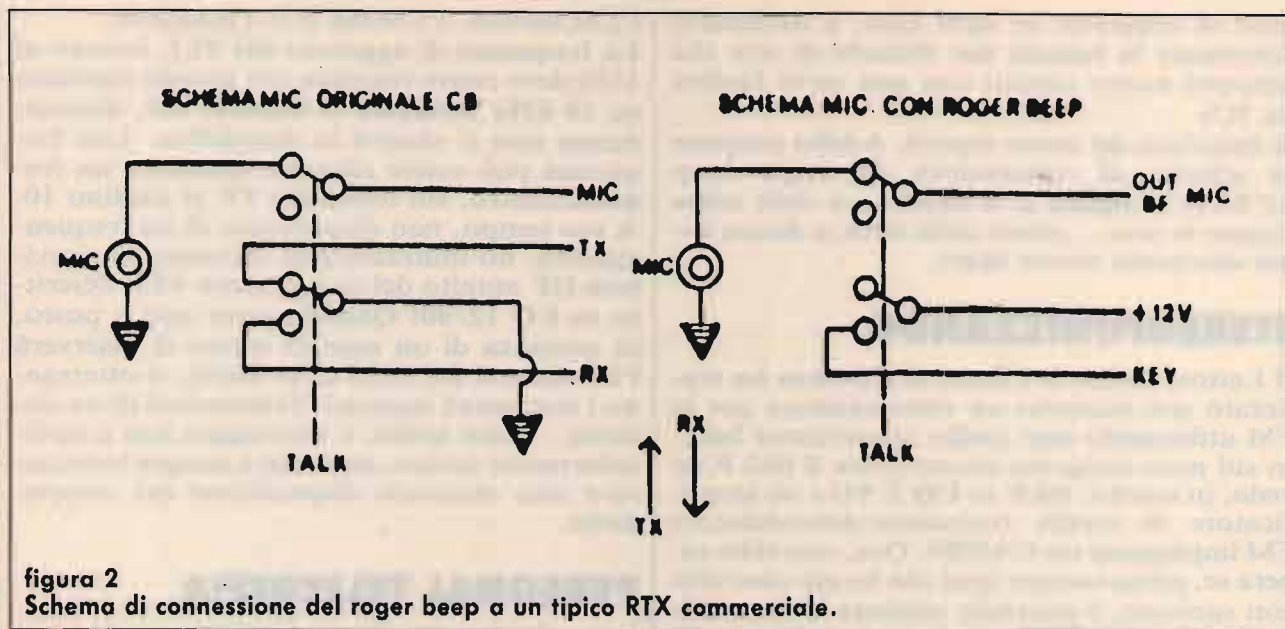 SCHEMA MIC ORIGINALE CB
MIC
TX
MIC
RX
TALK
SCHEMA MIC. CON ROGER BEEP
OUT BF MIC
MIC
+12V
KEY
TALK
TX
RX
figura 2
Schema di connessione del roger beep a un tipico RTX commerciale.